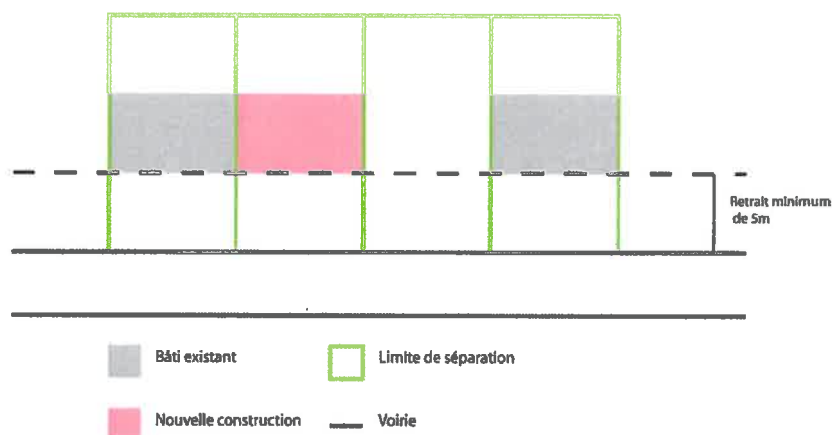 Retrait minimum
de 5m
Bâti existant
Limite de séparation
Nouvelle construction
Voirie